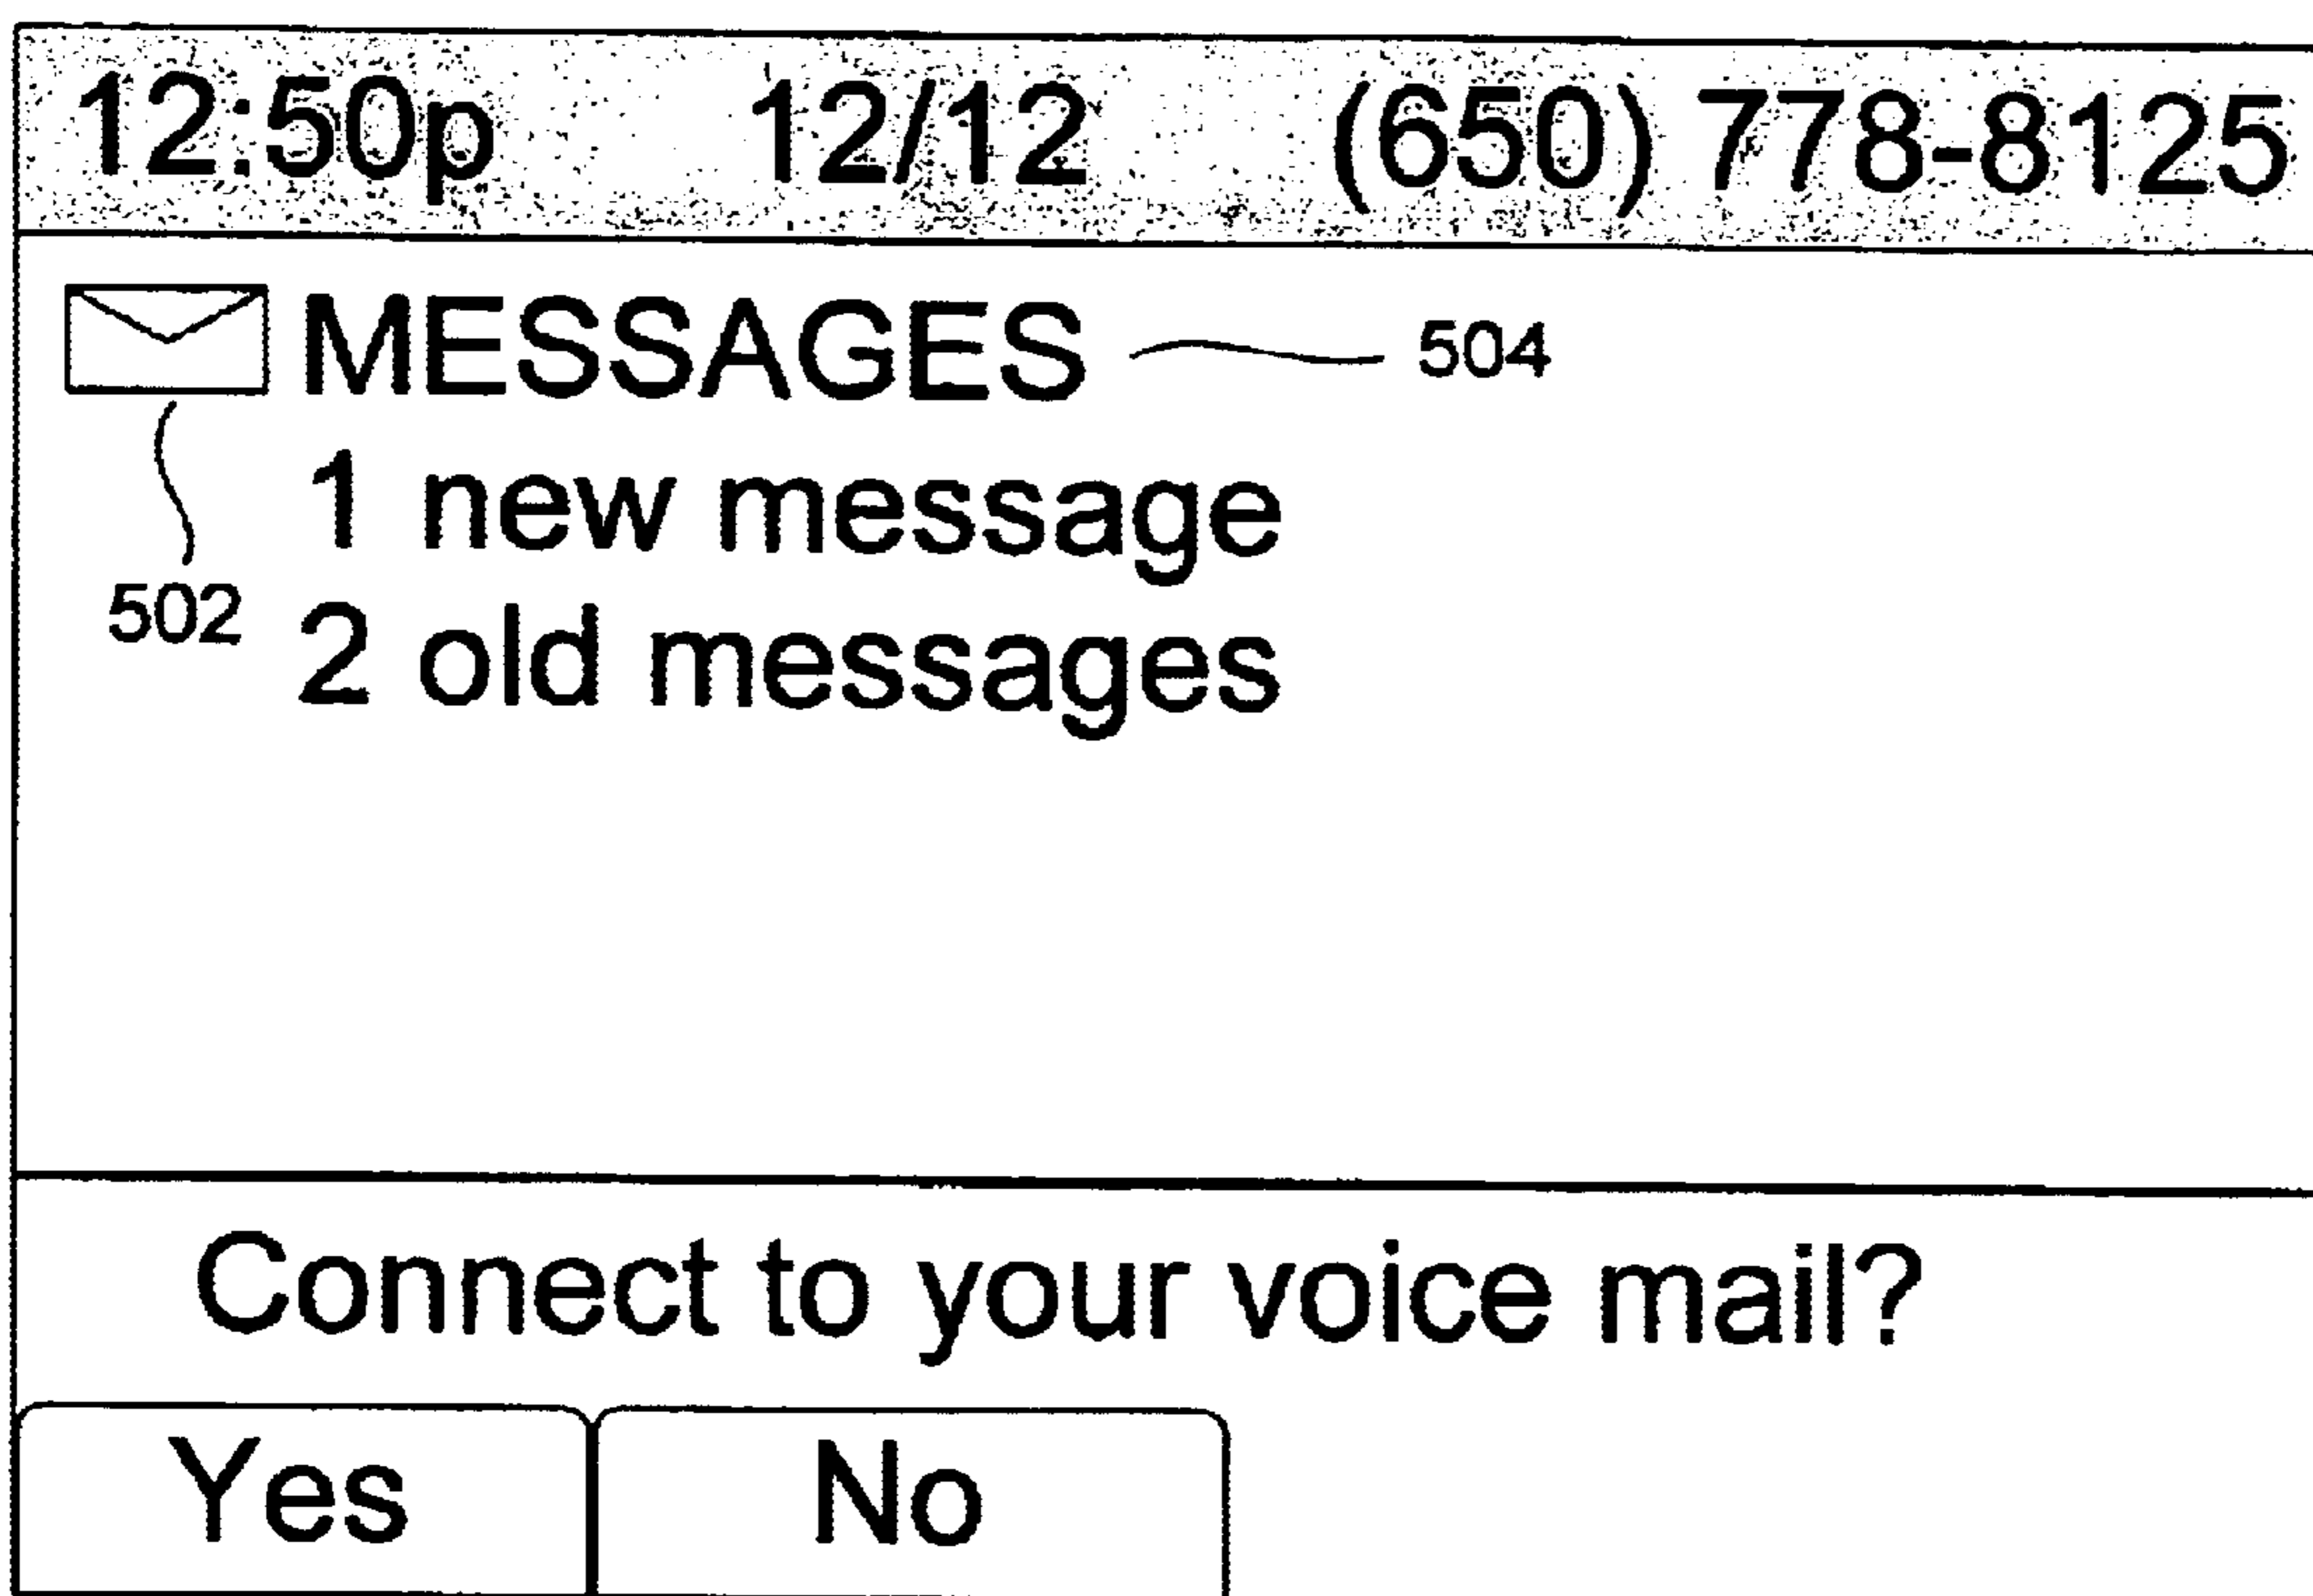 12:50p 12/12 (650) 778-8125
MESSAGES 504
1 new message
502
2 old messages
Connect to your voice mail?
Yes No